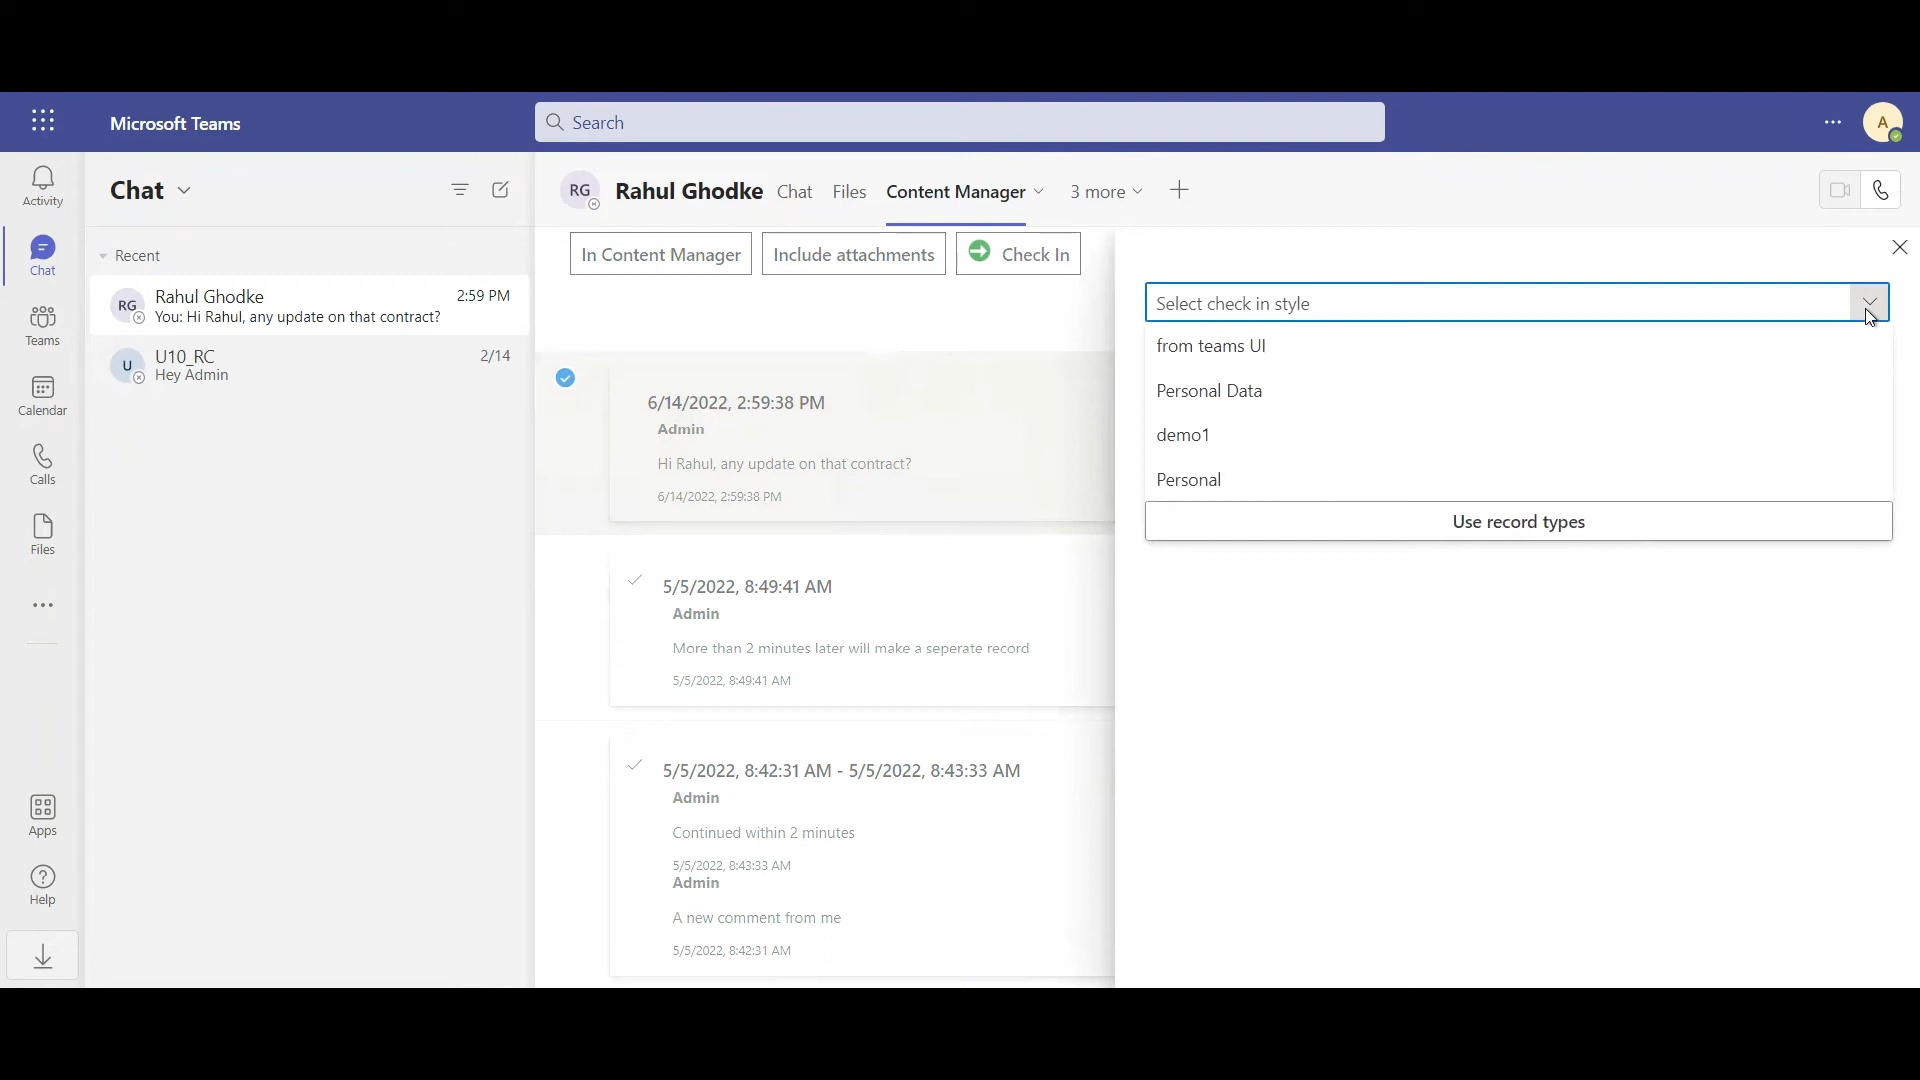 Microsoft Teams
Search
A
Activity
Chat
Teams
Calendar
Calls
Files
Apps
Help
Chat
Recent
RG
Rahul Ghodke
2:59 PM
You: Hi Rahul, any update on that contract?
U
U10_RC
2/14
Hey Admin
RG
Rahul Ghodke
Chat
Files
Content Manager
3 more
In Content Manager
Include attachments
Check In
6/14/2022, 2:59:38 PM
Admin
Hi Rahul, any update on that contract?
6/14/2022, 2:59:38 PM
5/5/2022, 8:49:41 AM
Admin
More than 2 minutes later will make a seperate record
5/5/2022, 8:49:41 AM
5/5/2022, 8:42:31 AM - 5/5/2022, 8:43:33 AM
Admin
Continued within 2 minutes
5/5/2022, 8:43:33 AM
Admin
A new comment from me
5/5/2022, 8:42:31 AM
Select check in style
from teams UI
Personal Data
demo1
Personal
Use record types